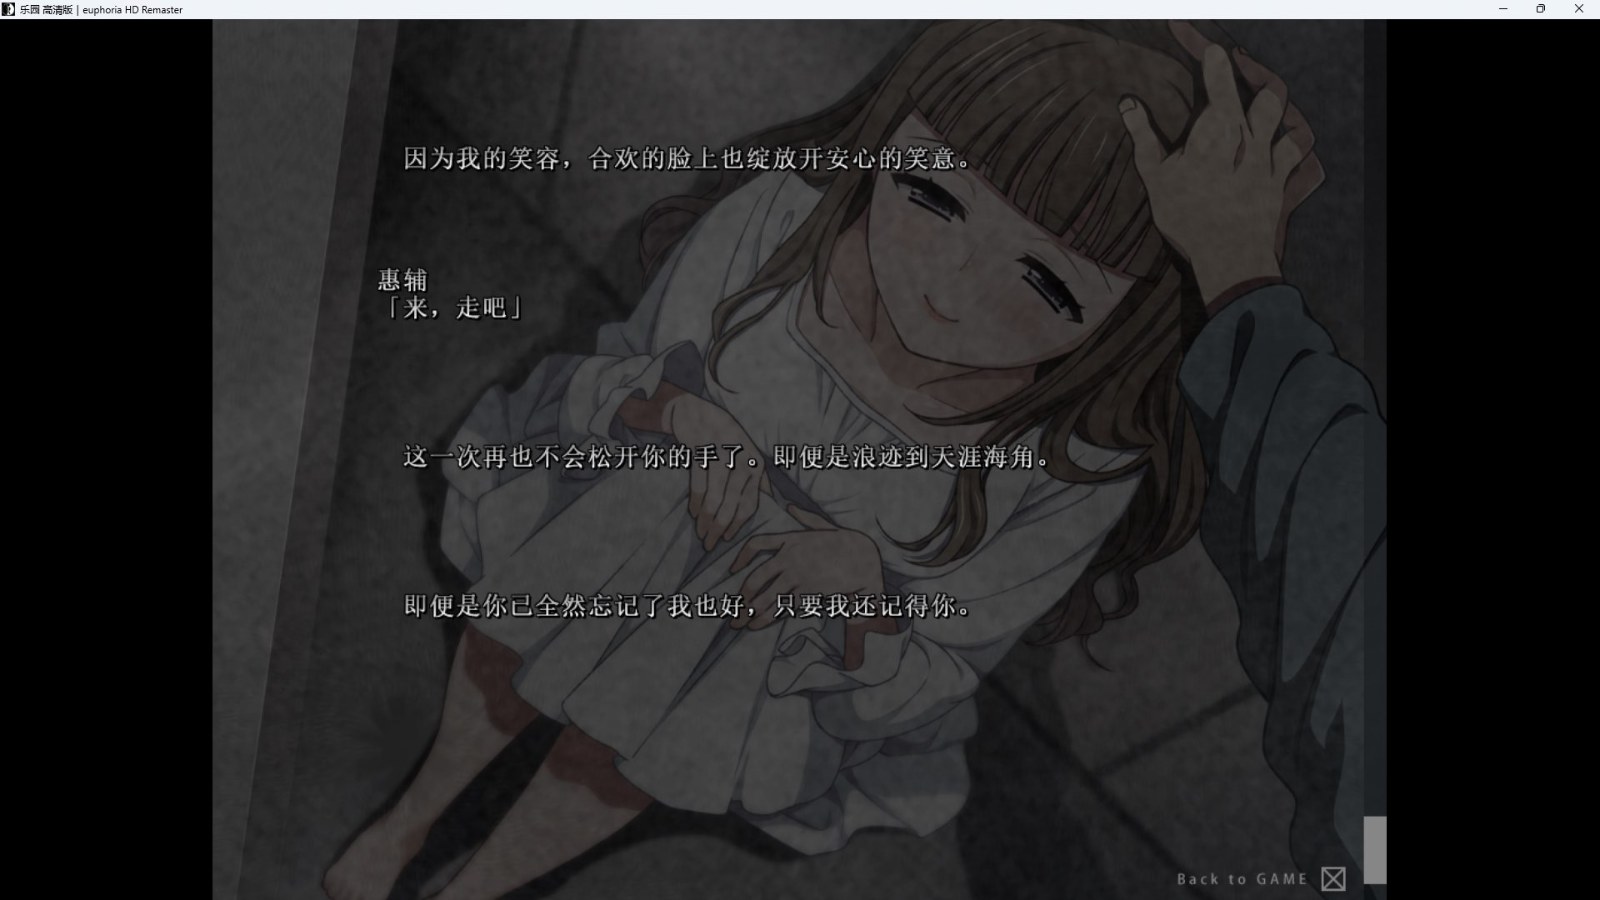 乐园 高清版 | euphoria HD Remaster
因为我的笑容，合欢的脸上也绽放开安心的笑意。
惠辅
「来，走吧」
这一次再也不会松开你的手了。即便是浪迹到天涯海角。
即便是你已全然忘记了我也好，只要我还记得你。
Back to GAME